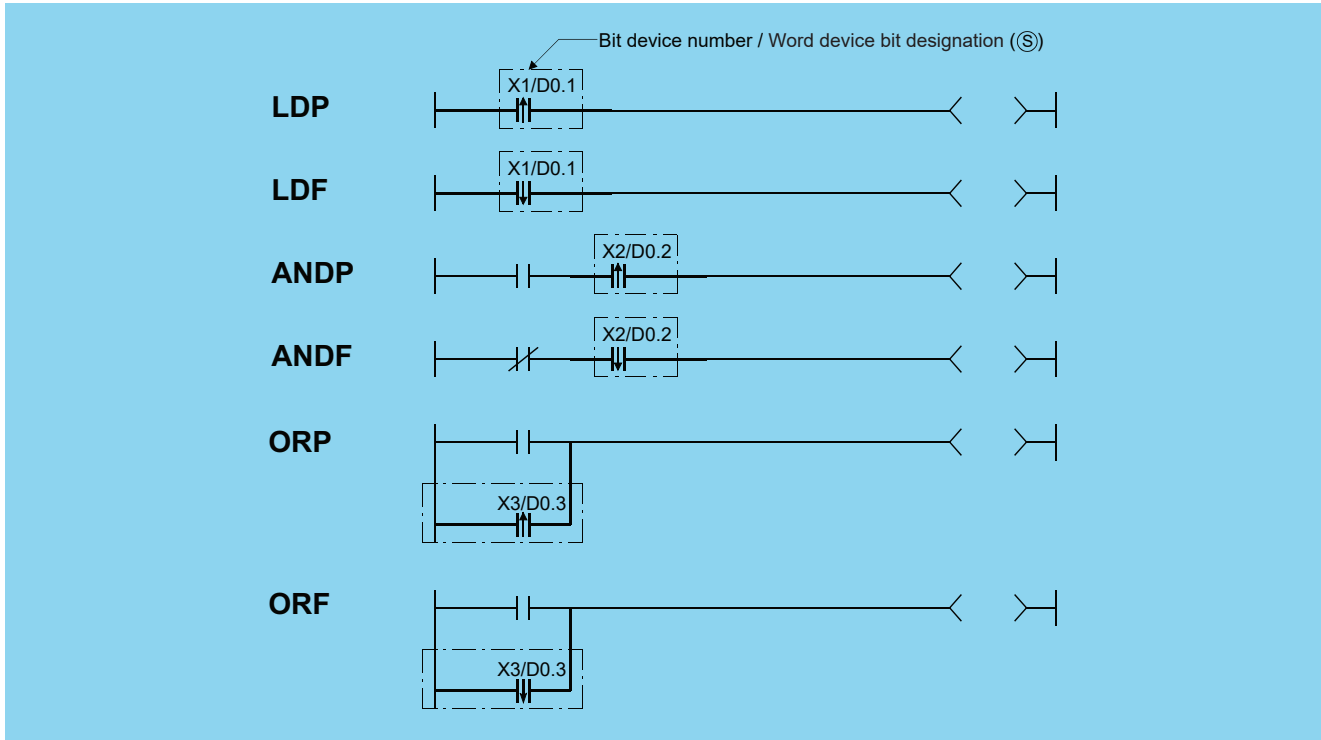 Bit device number / Word device bit designation (Ⓢ)
LDP
X1/D0.1
LDF
X1/D0.1
ANDP
X2/D0.2
ANDF
X2/D0.2
ORP
X3/D0.3
ORF
X3/D0.3